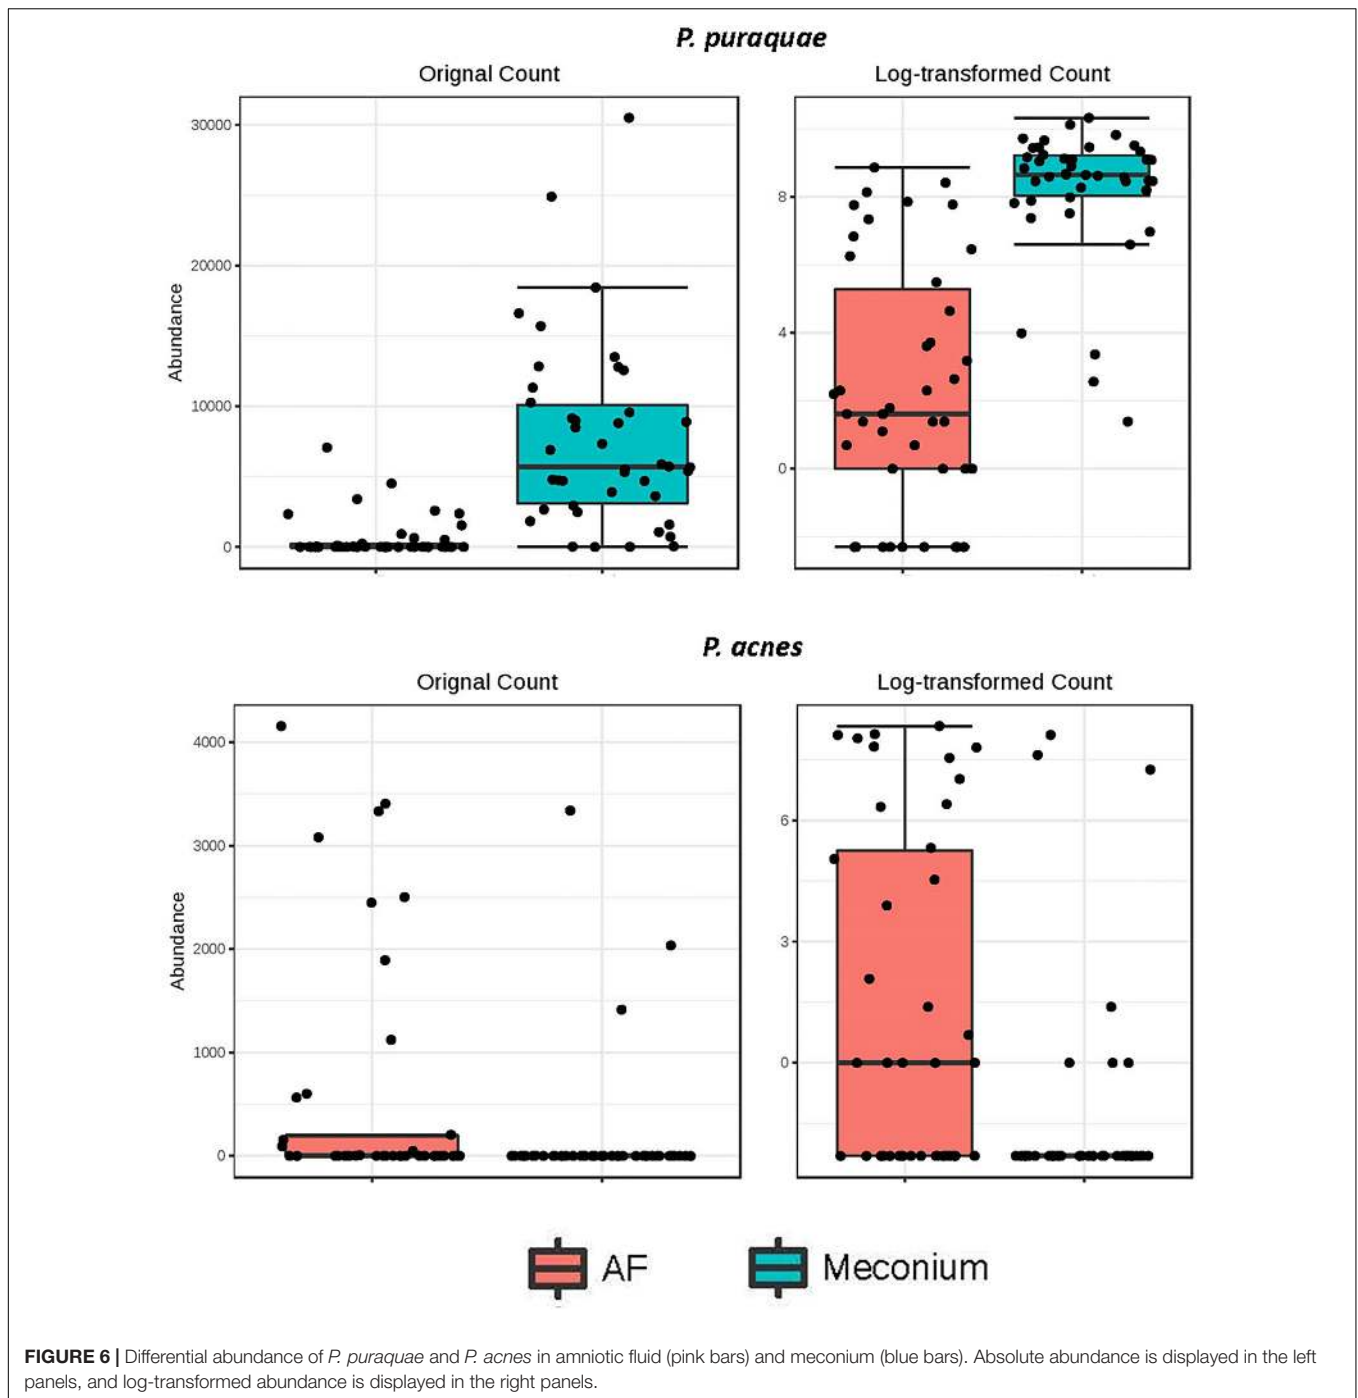 P. puraquae
Orignal Count
Log-transformed Count
Abundance
30000
20000
10000
0
8
4
0
P. acnes
Orignal Count
Log-transformed Count
Abundance
4000
3000
2000
1000
0
6
3
0
AF
Meconium
FIGURE 6 | Differential abundance of P. puraquae and P. acnes in amniotic fluid (pink bars) and meconium (blue bars). Absolute abundance is displayed in the left
panels, and log-transformed abundance is displayed in the right panels.